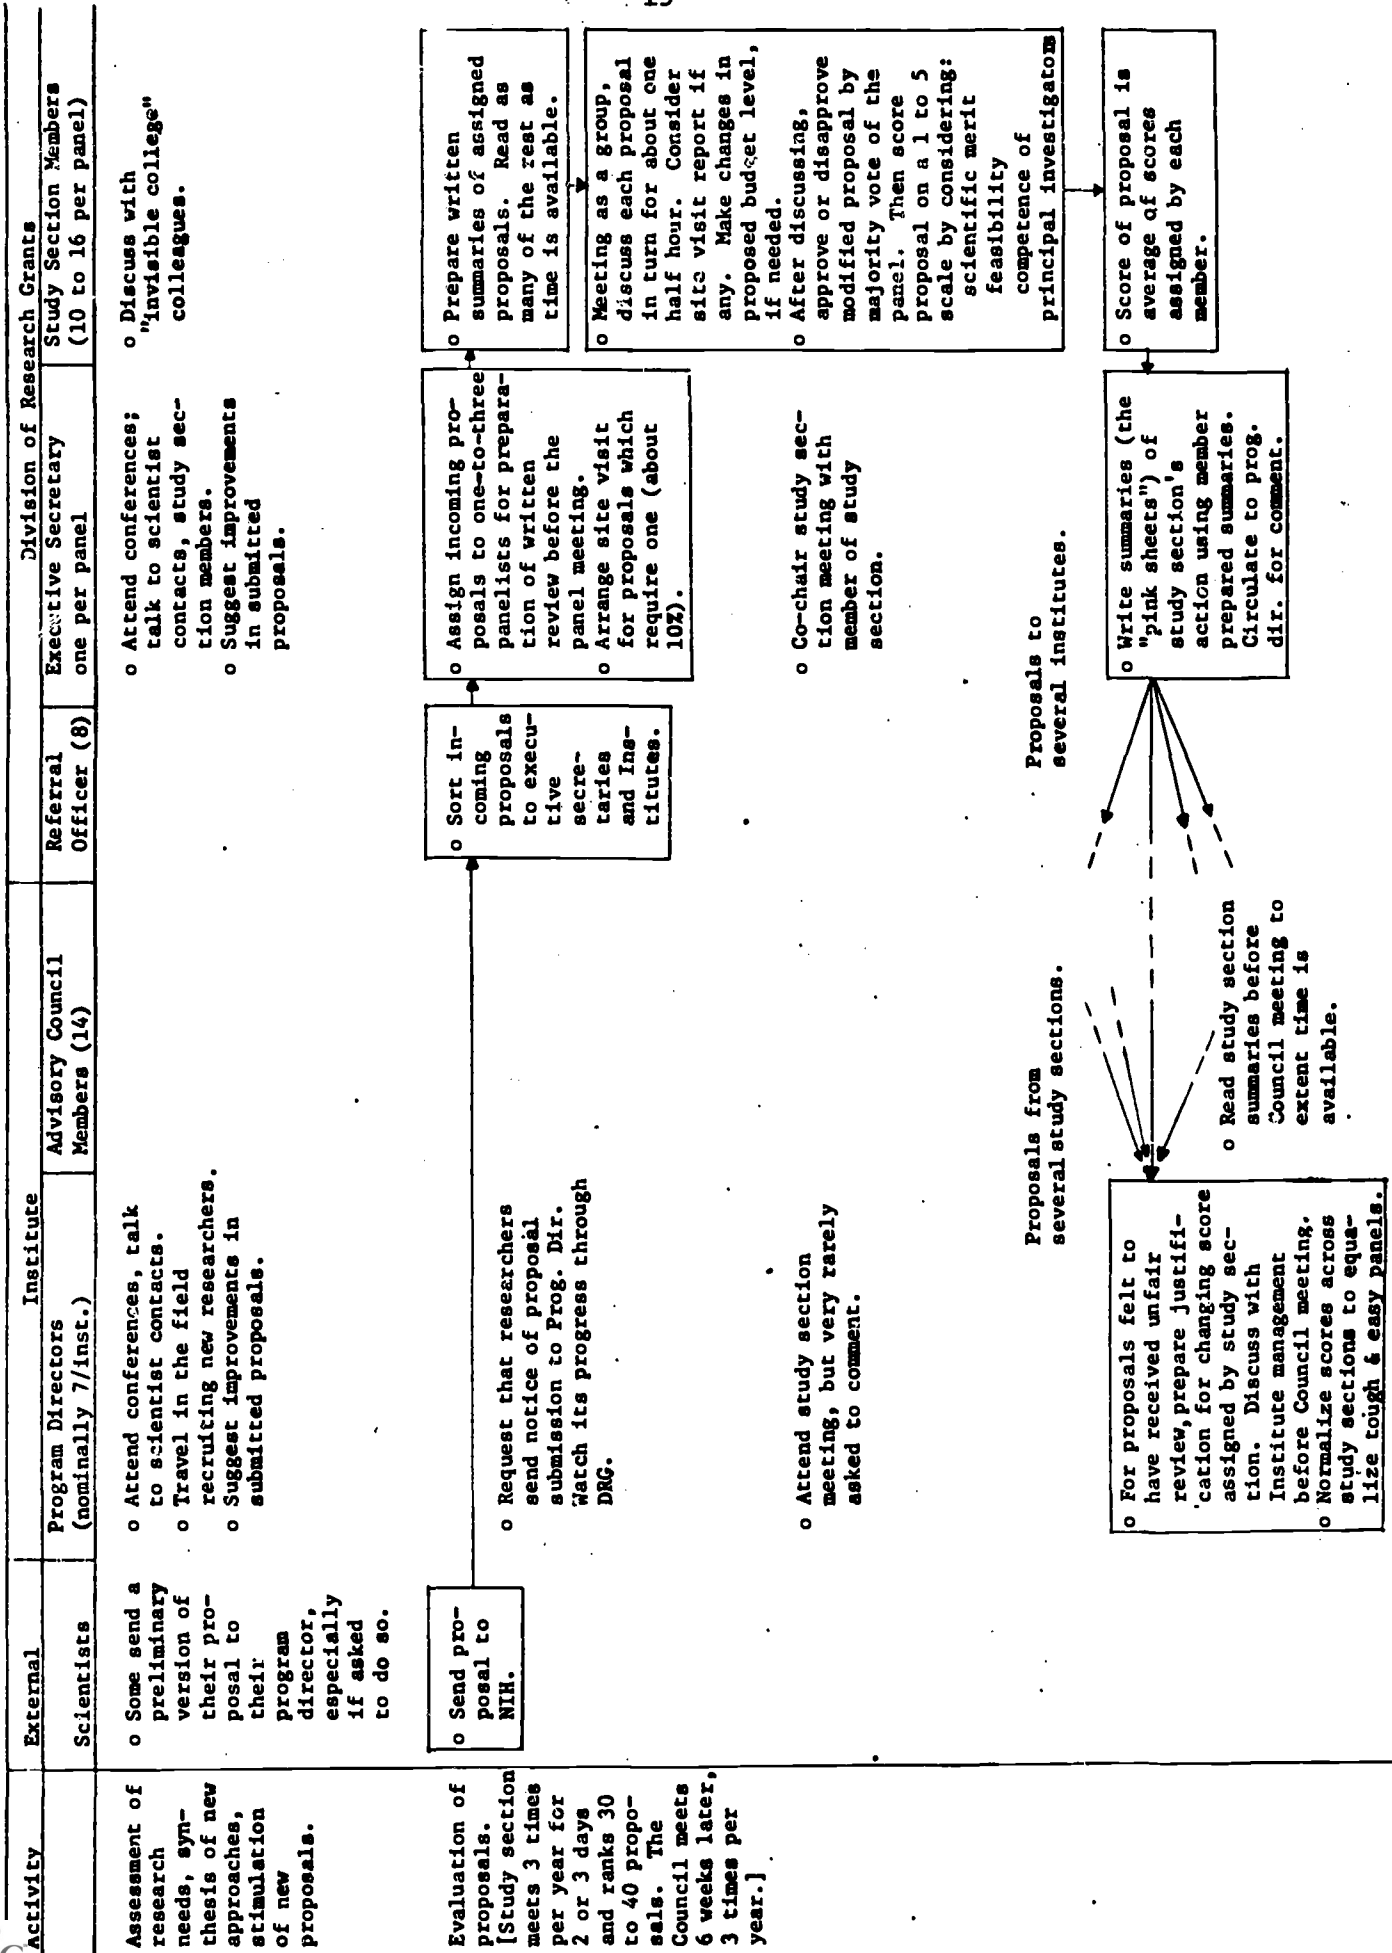 19
Activity
External
Institute
Division of Research Grants
Scientists
Program Directors
(nominally 7/inst.)
Advisory Council
Members (14)
Referral
Officer (8)
Executive Secretary
one per panel
Study Section Members
(10 to 16 per panel)
Assessment of
research
needs, syn-
thesis of new
approaches,
stimulation
of new
proposals.
o Some send a
preliminary
version of
their pro-
posal to
their
program
director,
especially
if asked
to do so.
o Attend conferences, talk
to scientist contacts.
o Travel in the field
recruiting new researchers.
o Suggest improvements in
submitted proposals.
o Attend conferences;
talk to scientist
contacts, study sec-
tion members.
o Suggest improvements
in submitted
proposals.
o Discuss with
"invisible college"
colleagues.
Evaluation of
proposals.
[Study section
meets 3 times
per year for
2 or 3 days
and ranks 30
to 40 propo-
sals. The
Council meets
6 weeks later,
3 times per
year.]
o Send pro-
posal to
NIH.
o Request that researchers
send notice of proposal
submission to Prog. Dir.
Watch its progress through
DRG.
o Sort in-
coming
proposals
to execu-
tive
secre-
taries
and Ins-
titutes.
o Assign incoming pro-
posals to one-to-three
panelists for prepara-
tion of written
review before the
panel meeting.
o Arrange site visit
for proposals which
require one (about
10%).
o Prepare written
summaries of assigned
proposals. Read as
many of the rest as
time is available.
o Meeting as a group,
discuss each proposal
in turn for about one
half hour. Consider
site visit report if
any. Make changes in
proposed budget level,
if needed.
o After discussing,
approve or disapprove
modified proposal by
majority vote of the
panel. Then score
proposal on a 1 to 5
scale by considering:
scientific merit
feasibility
competence of
principal investigators
o Attend study section
meeting, but very rarely
asked to comment.
o Co-chair study sec-
tion meeting with
member of study
section.
Proposals from
several study sections.
Proposals to
several institutes.
o Score of proposal is
average of scores
assigned by each
member.
o Write summaries (the
"pink sheets") of
study section's
action using member
prepared summaries.
Circulate to prog.
dir. for comment.
o Read study section
summaries before
Council meeting to
extent time is
available.
o For proposals felt to
have received unfair
review, prepare justifi-
cation for changing score
assigned by study sec-
tion. Discuss with
Institute management
before Council meeting.
o Normalize scores across
study sections to equa-
lize tough & easy panels.